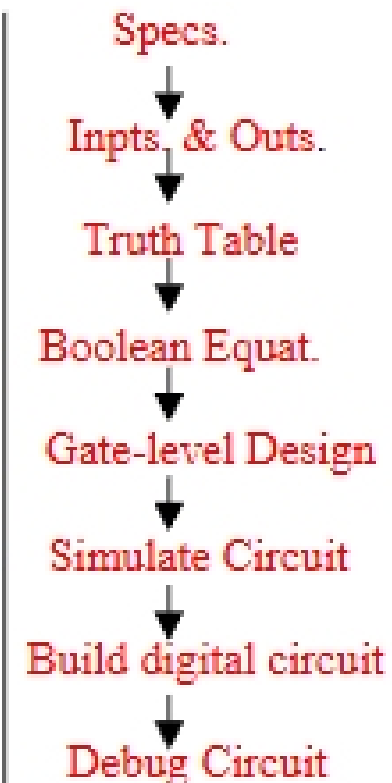 Specs.
Inpts. & Outs.
Truth Table
Boolean Equat.
Gate-level Design
Simulate Circuit
Build digital circuit
Debug Circuit